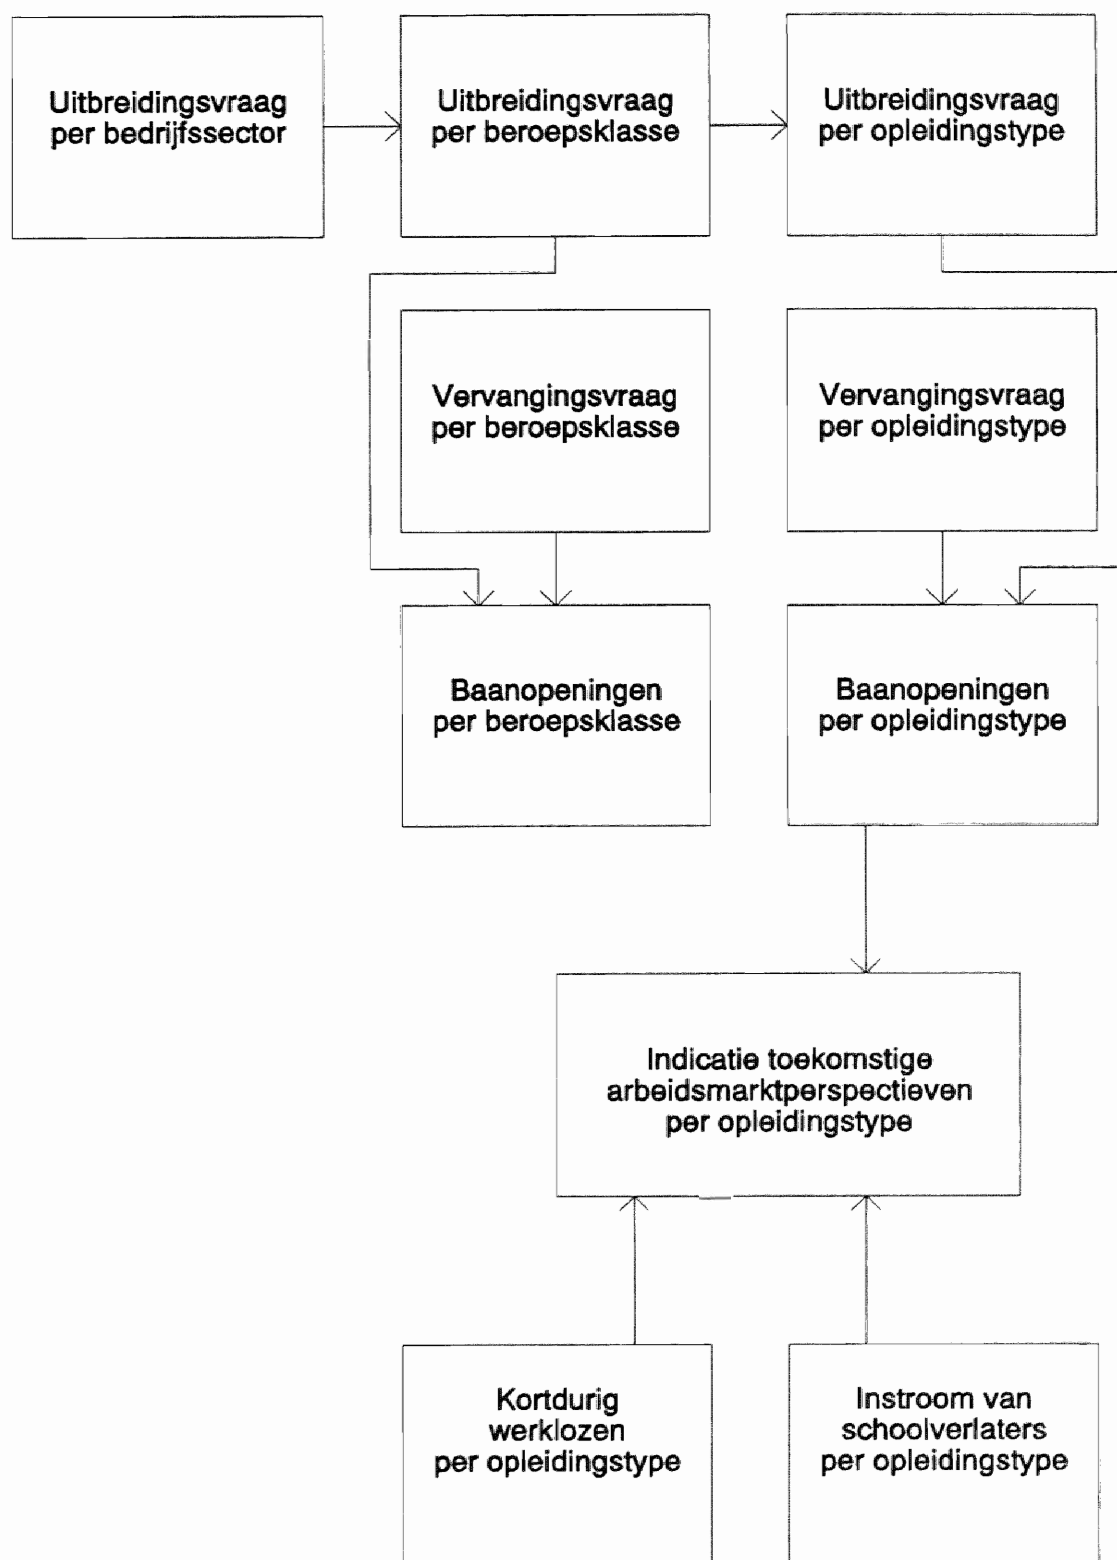 Uitbreidingsvraag
per bedrijfssector
Uitbreidingsvraag
per beroepsklasse
Uitbreidingsvraag
per opleidingstype
Vervangingsvraag
per beroepsklasse
Vervangingsvraag
per opleidingstype
Baanopeningen
per beroepsklasse
Baanopeningen
per opleidingstype
Indicatie toekomstige
arbeidsmarktperspectieven
per opleidingstype
Kortdurig
werklozen
per opleidingstype
Instroom van
schoolverlaters
per opleidingstype